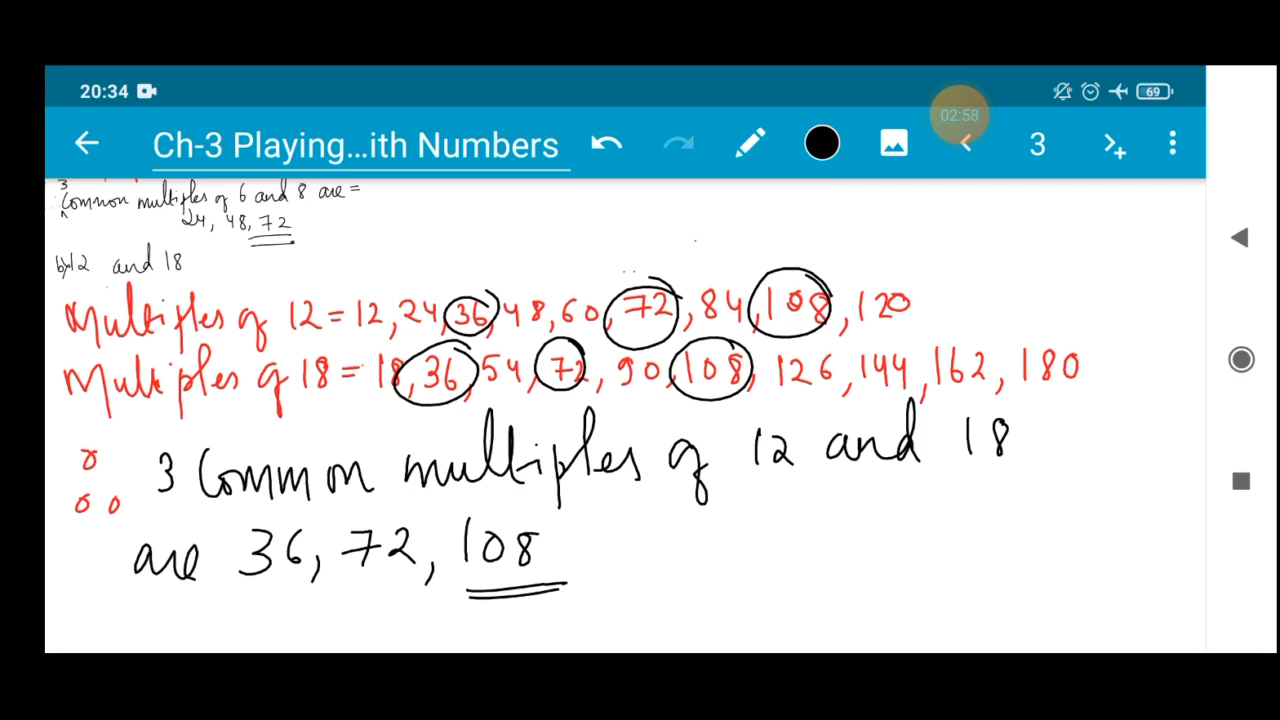 20:34 69
02:58
Ch-3 Playing...ith Numbers 3
3
Common multiples of 6 and 8 are =
24, 48, 72
b) 12 and 18
Multiples of 12 = 12, 24, 36, 48, 60, 72, 84, 108, 120
Multiples of 18 = 18, 36, 54, 72, 90, 108, 126, 144, 162, 180
3 Common multiples of 12 and 18
are 36, 72, 108